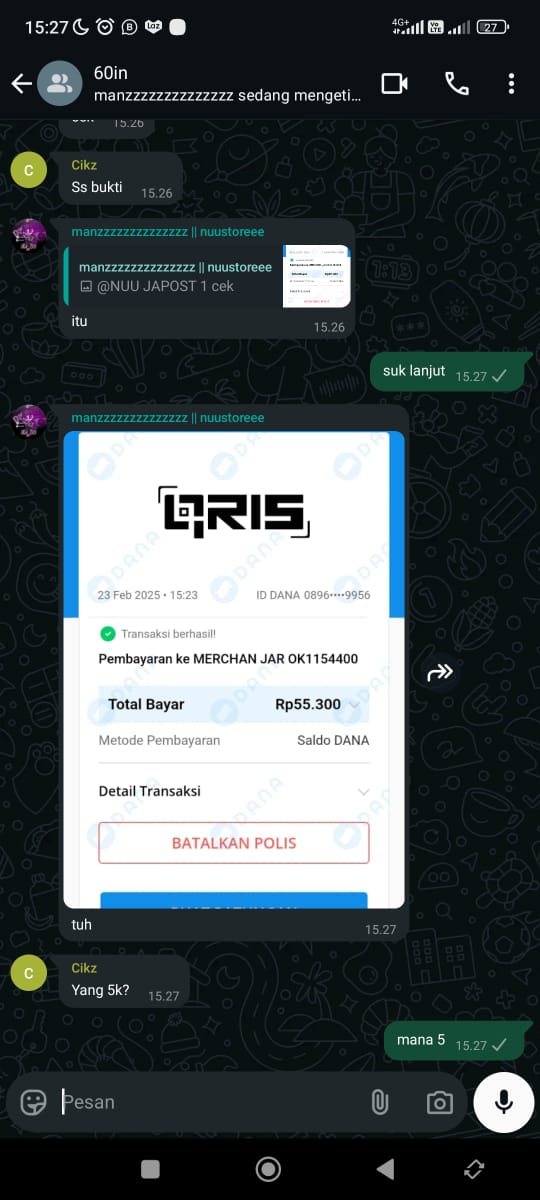 15:27
4G+
Vo
LTE
27
60in
manzzzzzzzzzzzzzz sedang mengeti...
15.26
Cikz
Ss bukti 15.26
manzzzzzzzzzzzzzz || nuustoreee
manzzzzzzzzzzzzzz || nuustoreee
@NUU JAPOST 1 cek
itu 15.26
suk lanjut 15.27
manzzzzzzzzzzzzzz || nuustoreee
QRIS
23 Feb 2025 • 15:23 ID DANA 0896••••9956
Transaksi berhasil!
Pembayaran ke MERCHAN JAR OK1154400
Total Bayar Rp55.300
Metode Pembayaran Saldo DANA
Detail Transaksi
BATALKAN POLIS
DANA
tuh 15.27
Cikz
Yang 5k? 15.27
mana 5 15.27
Pesan